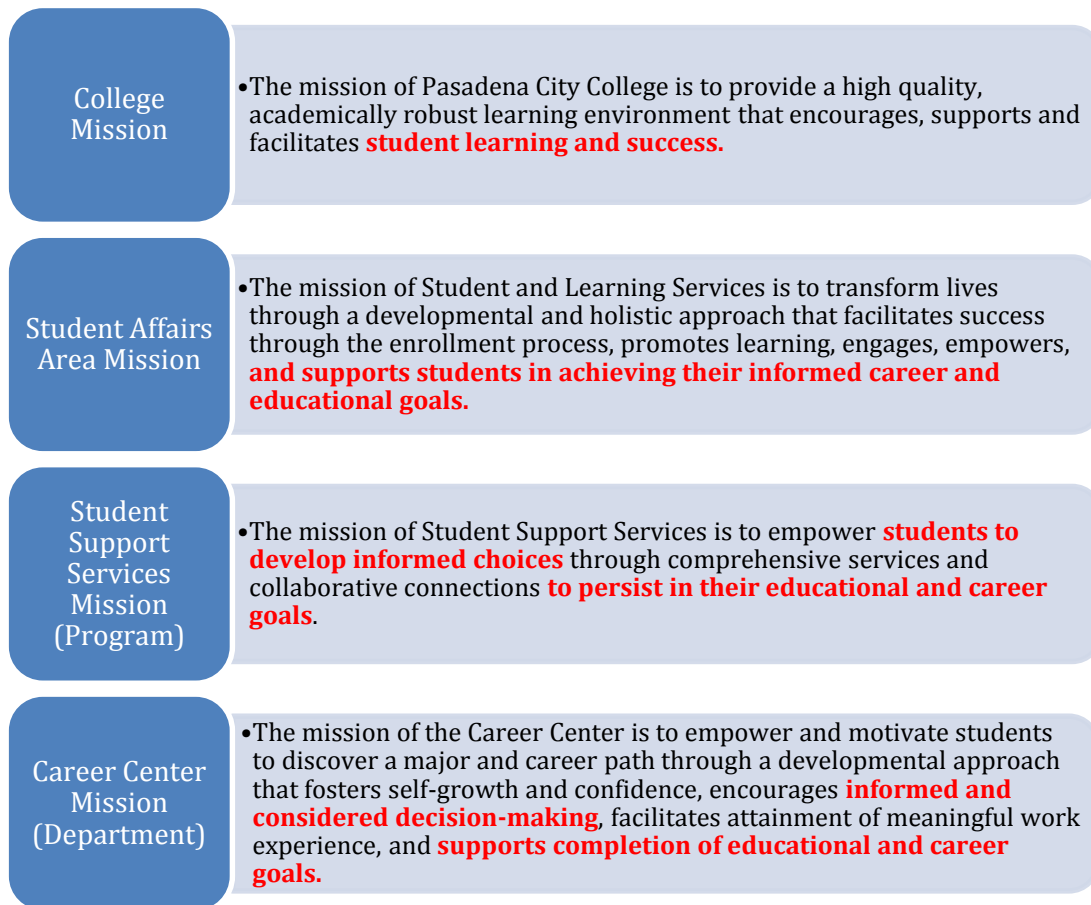 College
Mission
•The mission of Pasadena City College is to provide a high quality,
academically robust learning environment that encourages, supports and
facilitates student learning and success.
Student Affairs
Area Mission
•The mission of Student and Learning Services is to transform lives
through a developmental and holistic approach that facilitates success
through the enrollment process, promotes learning, engages, empowers,
and supports students in achieving their informed career and
educational goals.
Student
Support
Services
Mission
(Program)
•The mission of Student Support Services is to empower students to
develop informed choices through comprehensive services and
collaborative connections to persist in their educational and career
goals.
Career Center
Mission
(Department)
•The mission of the Career Center is to empower and motivate students
to discover a major and career path through a developmental approach
that fosters self-growth and confidence, encourages informed and
considered decision-making, facilitates attainment of meaningful work
experience, and supports completion of educational and career
goals.